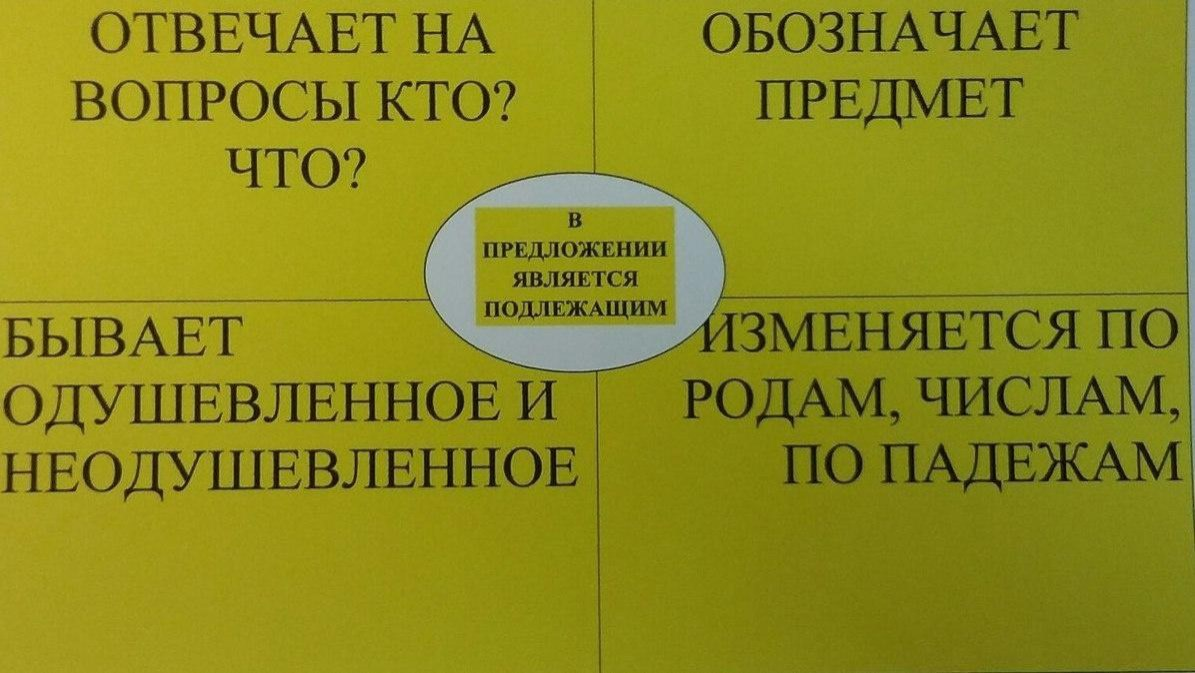 ОТВЕЧАЕТ НА
ВОПРОСЫ КТО?
ЧТО?
ОБОЗНАЧАЕТ
ПРЕДМЕТ
В
ПРЕДЛОЖЕНИИ
ЯВЛЯЕТСЯ
ПОДЛЕЖАЩИМ
БЫВАЕТ
ОДУШЕВЛЕННОЕ И
НЕОДУШЕВЛЕННОЕ
ИЗМЕНЯЕТСЯ ПО
РОДАМ, ЧИСЛАМ,
ПО ПАДЕЖАМ